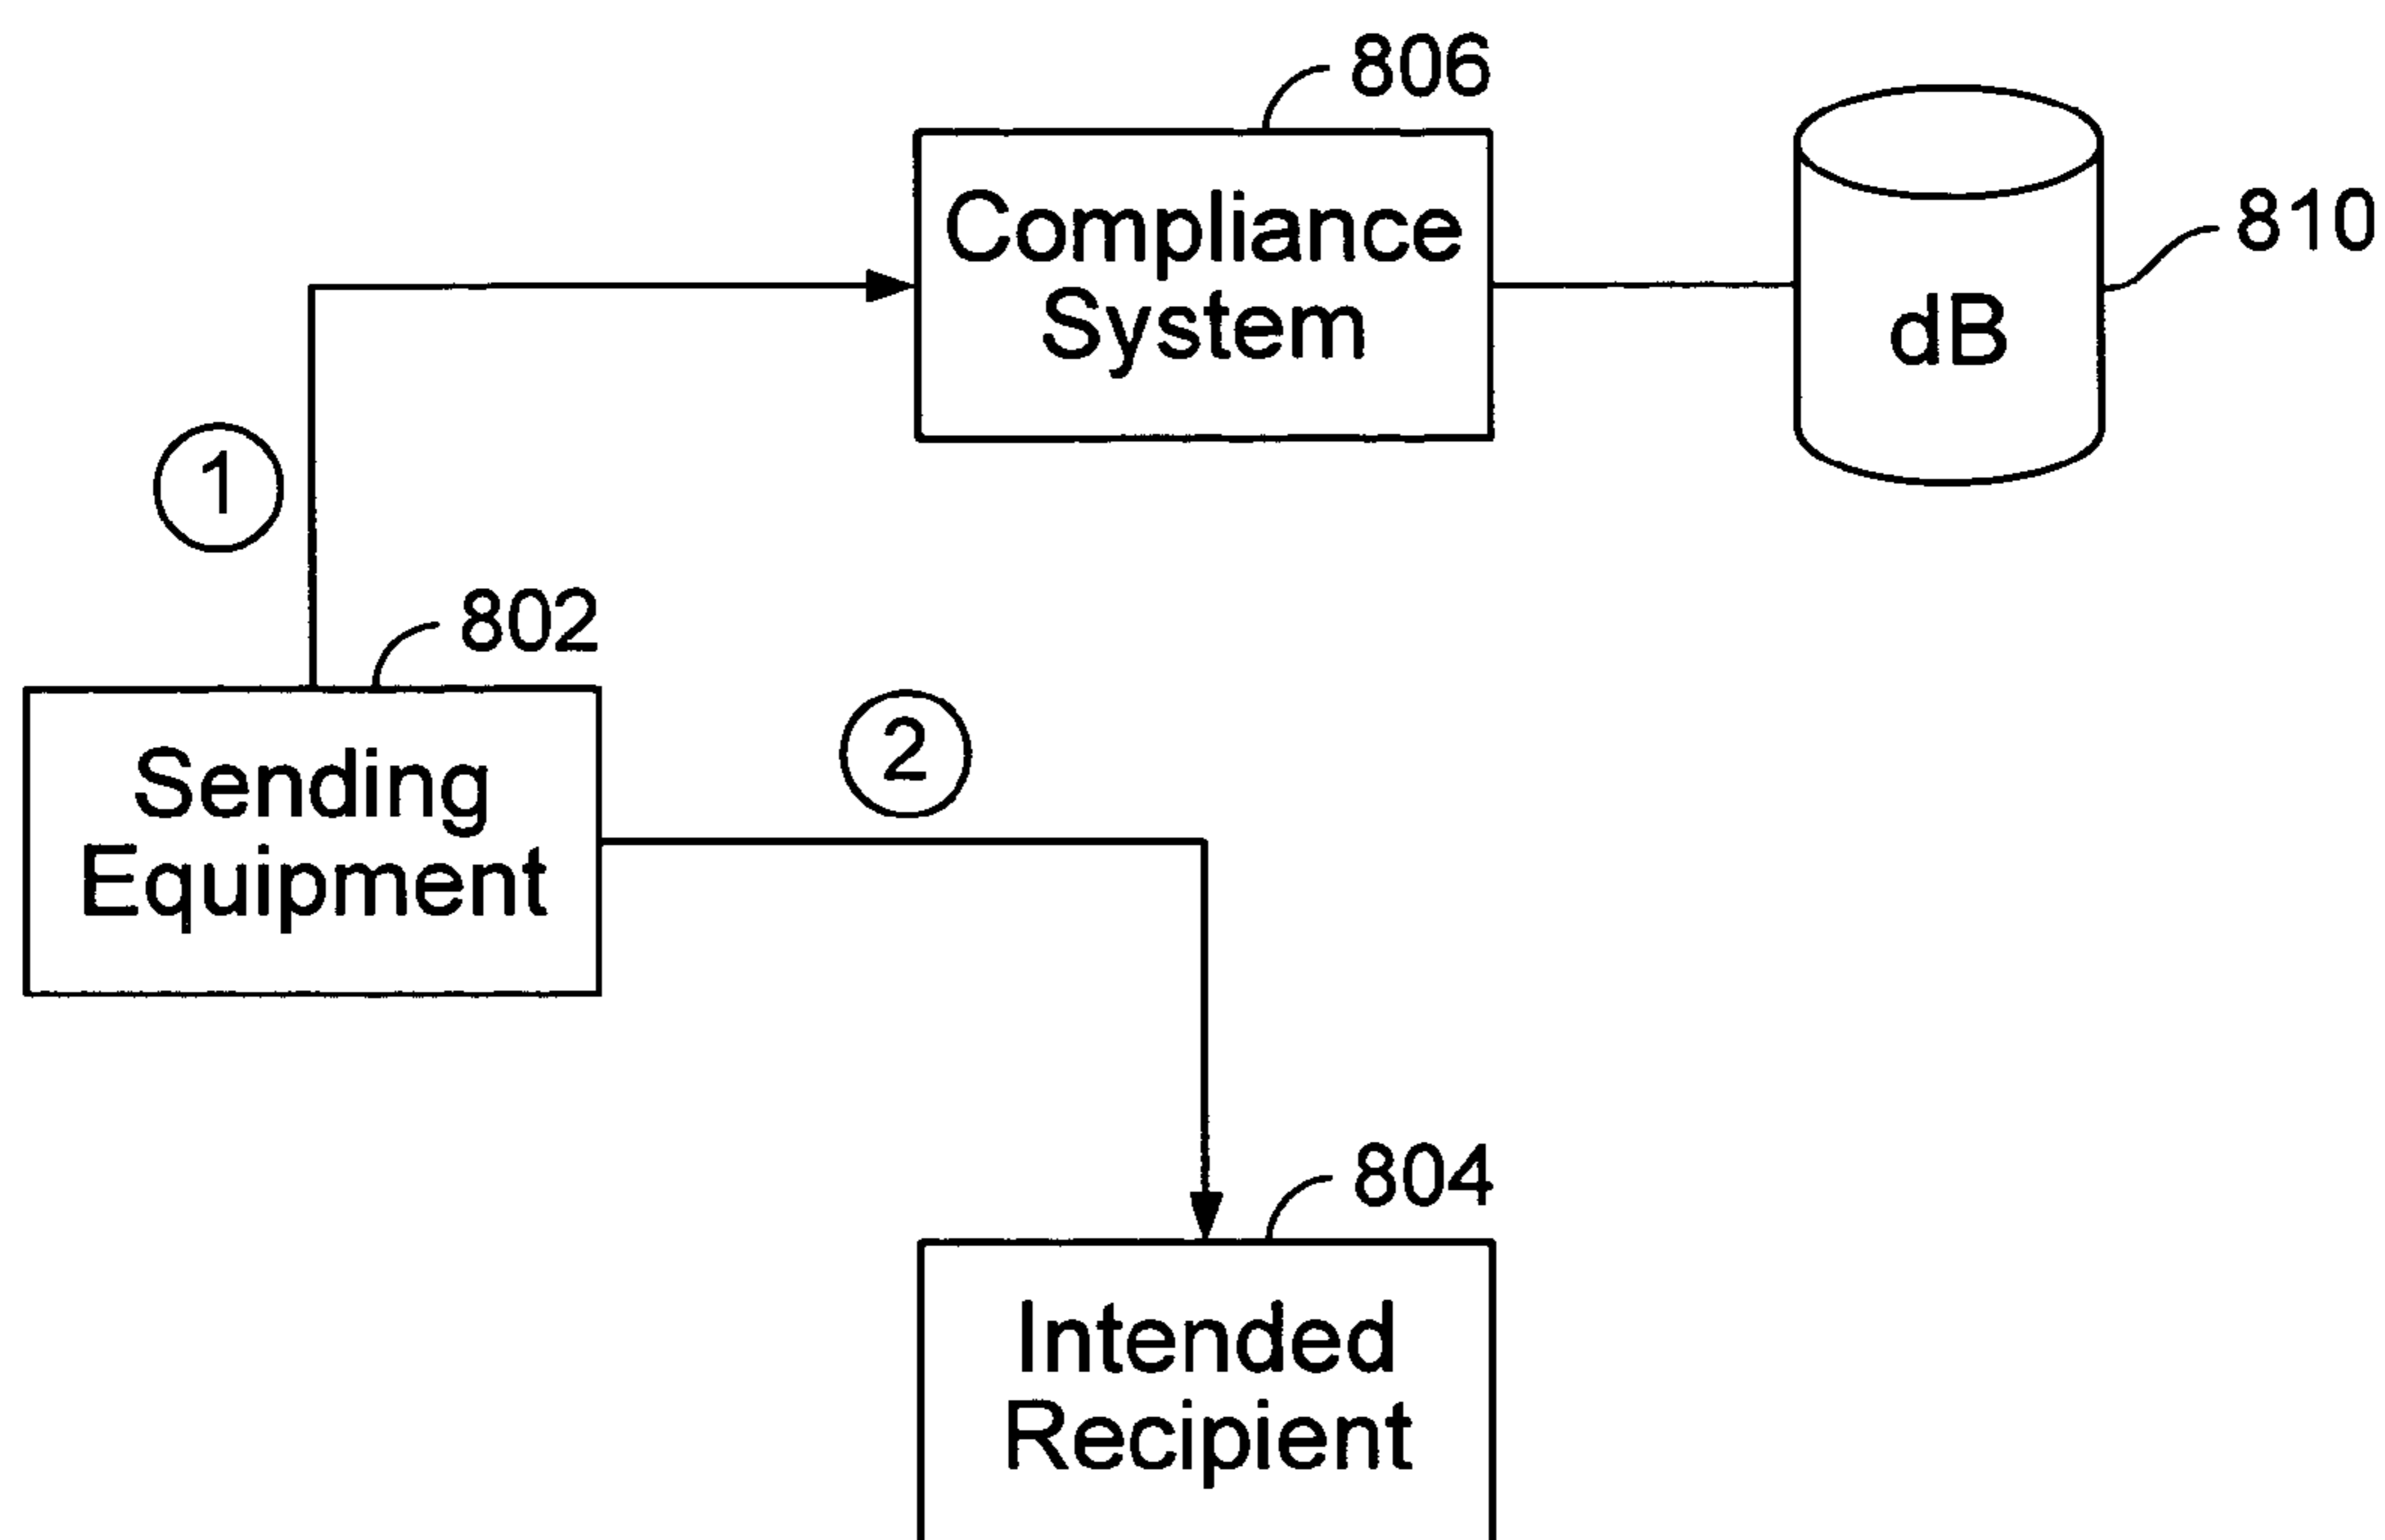 806
Compliance
System
810
dB
1
802
2
Sending
Equipment
804
Intended
Recipient